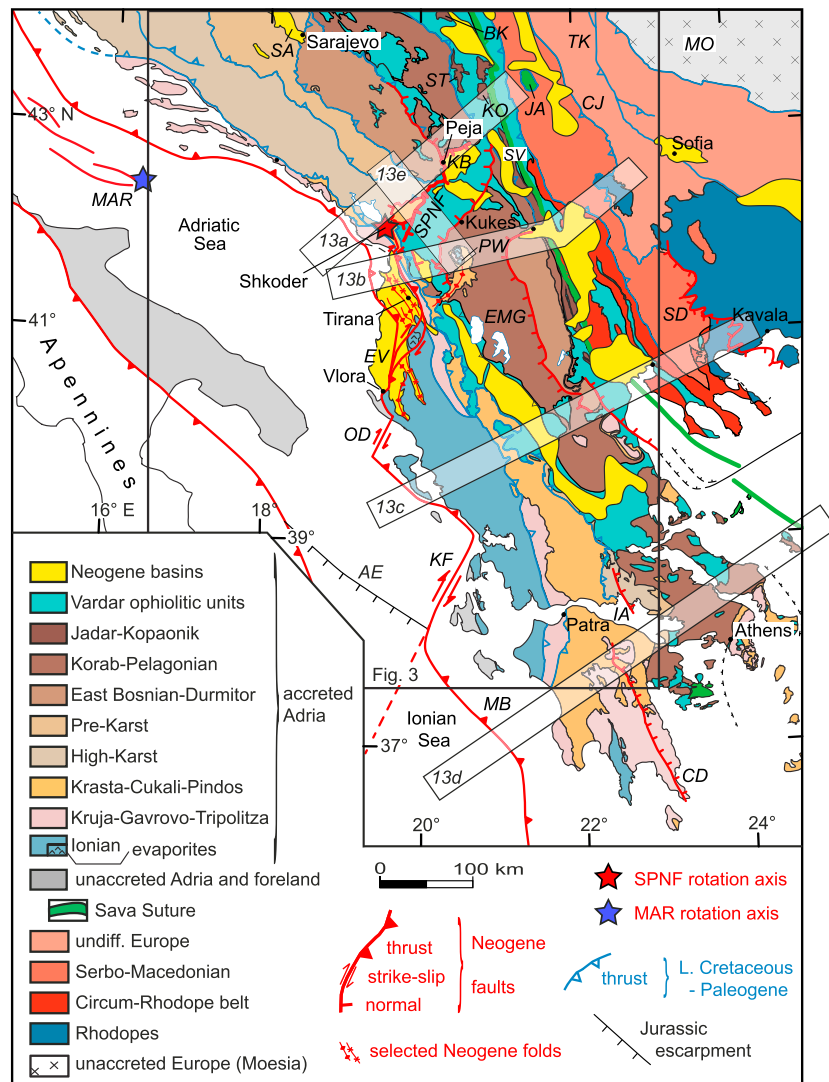 SA
Sarajevo
BK
TK
MO
ST
43° N
KO
JA
CJ
Peja
Sofia
KB
SV
MAR
13e
Adriatic
Sea
SPNF
Kukes
13a
PW
Shkoder
13b
Tirana
EMG
SD
Kavala
41°
EV
Vlora
Apennines
OD
13c
16° E
18°
39°
AE
KF
IA
Patra
Athens
Fig. 3
MB
Ionian
Sea
37°
13d
CD
20°
22°
24°
Neogene basins
Vardar ophiolitic units
Jadar-Kopaonik
Korab-Pelagonian
East Bosnian-Durmitor
Pre-Karst
High-Karst
Krasta-Cukali-Pindos
Kruja-Gavrovo-Tripolitza
Ionian
evaporites
accreted
Adria
unaccreted Adria and foreland
Sava Suture
undiff. Europe
Serbo-Macedonian
Circum-Rhodope belt
Rhodopes
unaccreted Europe (Moesia)
0 100 km
SPNF rotation axis
MAR rotation axis
thrust
strike-slip
normal
Neogene
faults
selected Neogene folds
thrust
L. Cretaceous
- Paleogene
Jurassic
escarpment